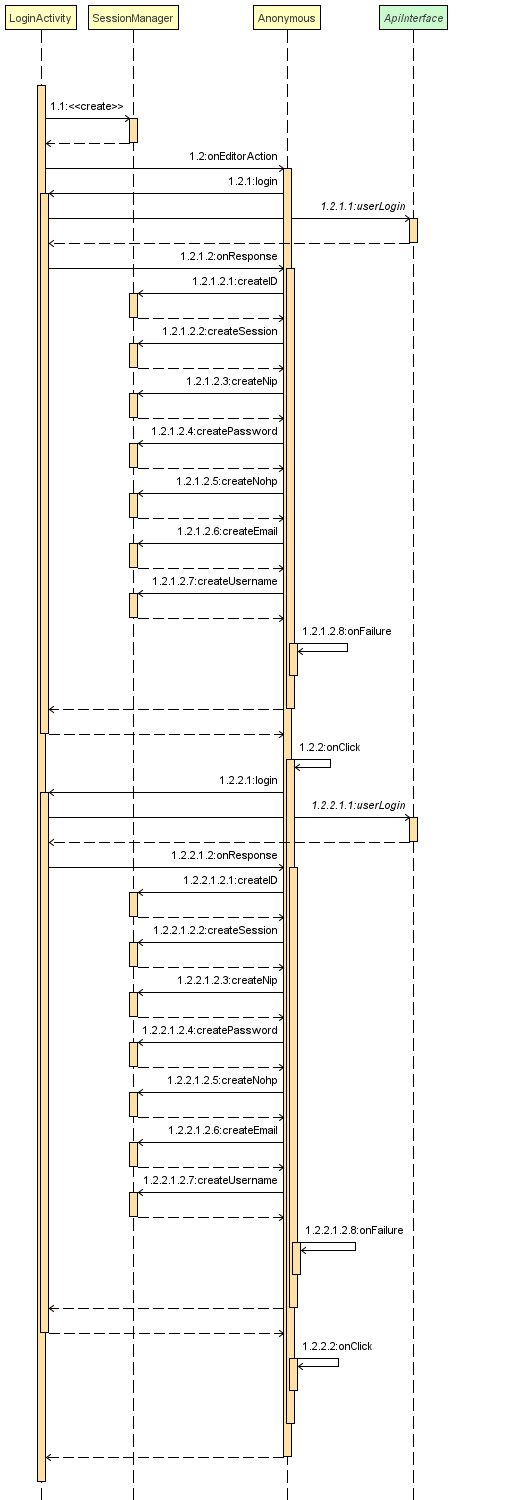 LoginActivity
SessionManager
Anonymous
ApiInterface
1.1:<<create>>
1.2:onEditorAction
1.2.1:login
1.2.1.1:userLogin
1.2.1.2:onResponse
1.2.1.2.1:createID
1.2.1.2.2:createSession
1.2.1.2.3:createNip
1.2.1.2.4:createPassword
1.2.1.2.5:createNohp
1.2.1.2.6:createEmail
1.2.1.2.7:createUsername
1.2.1.2.8:onFailure
1.2.2:onClick
1.2.2.1:login
1.2.2.1.1:userLogin
1.2.2.1.2:onResponse
1.2.2.1.2.1:createID
1.2.2.1.2.2:createSession
1.2.2.1.2.3:createNip
1.2.2.1.2.4:createPassword
1.2.2.1.2.5:createNohp
1.2.2.1.2.6:createEmail
1.2.2.1.2.7:createUsername
1.2.2.1.2.8:onFailure
1.2.2.2:onClick